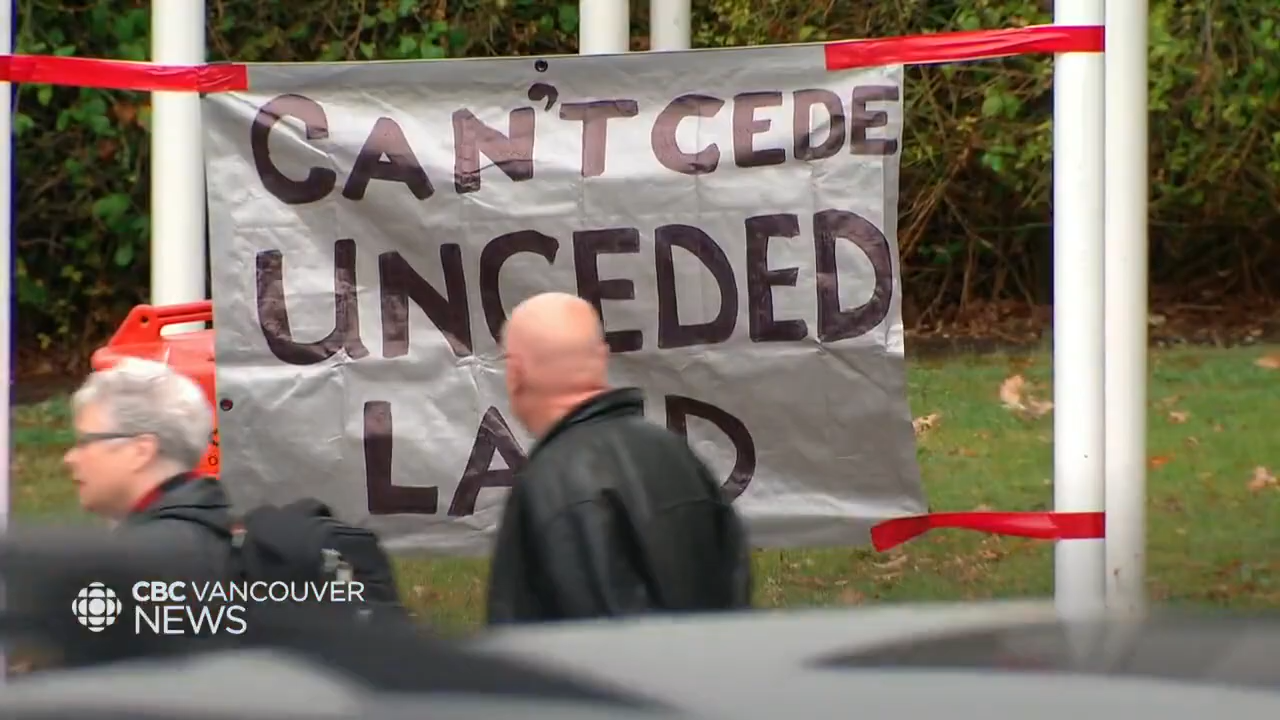 CAN'T CEDE
UNCEDED
LAND
CBC VANCOUVER
NEWS